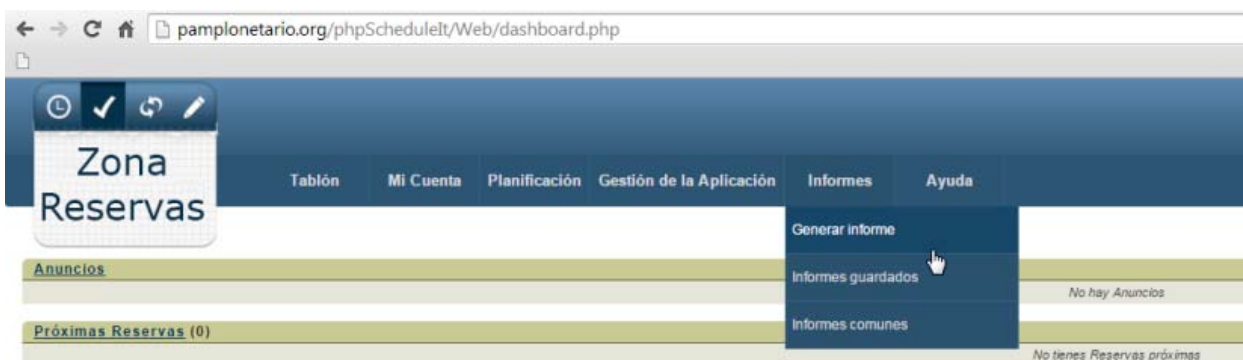 pamplonetario.org/phpScheduleIt/Web/dashboard.php
Zona
Reservas
Tablón Mi Cuenta Planificación Gestión de la Aplicación Informes Ayuda
Generar informe
Informes guardados
Informes comunes
Anuncios
No hay Anuncios
Próximas Reservas (0)
No tienes Reservas próximas